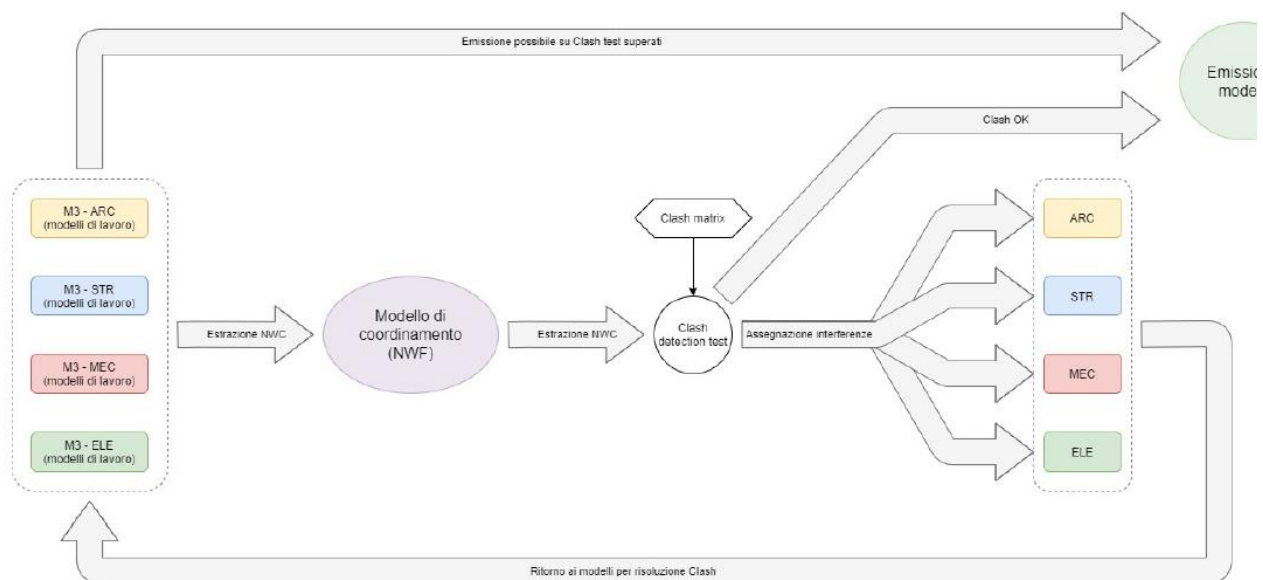 Emissione possibile su Clash test superati
Clash OK
M3 - ARC
(modelli di lavoro)
M3 - STR
(modelli di lavoro)
M3 - MEC
(modelli di lavoro)
M3 - ELE
(modelli di lavoro)
Estrazione NWC
Modello di
coordinamento
(NWF)
Estrazione NWC
Clash matrix
Clash
detection test
Assegnazione interferenze
ARC
STR
MEC
ELE
Ritorno ai modelli per risoluzione Clash